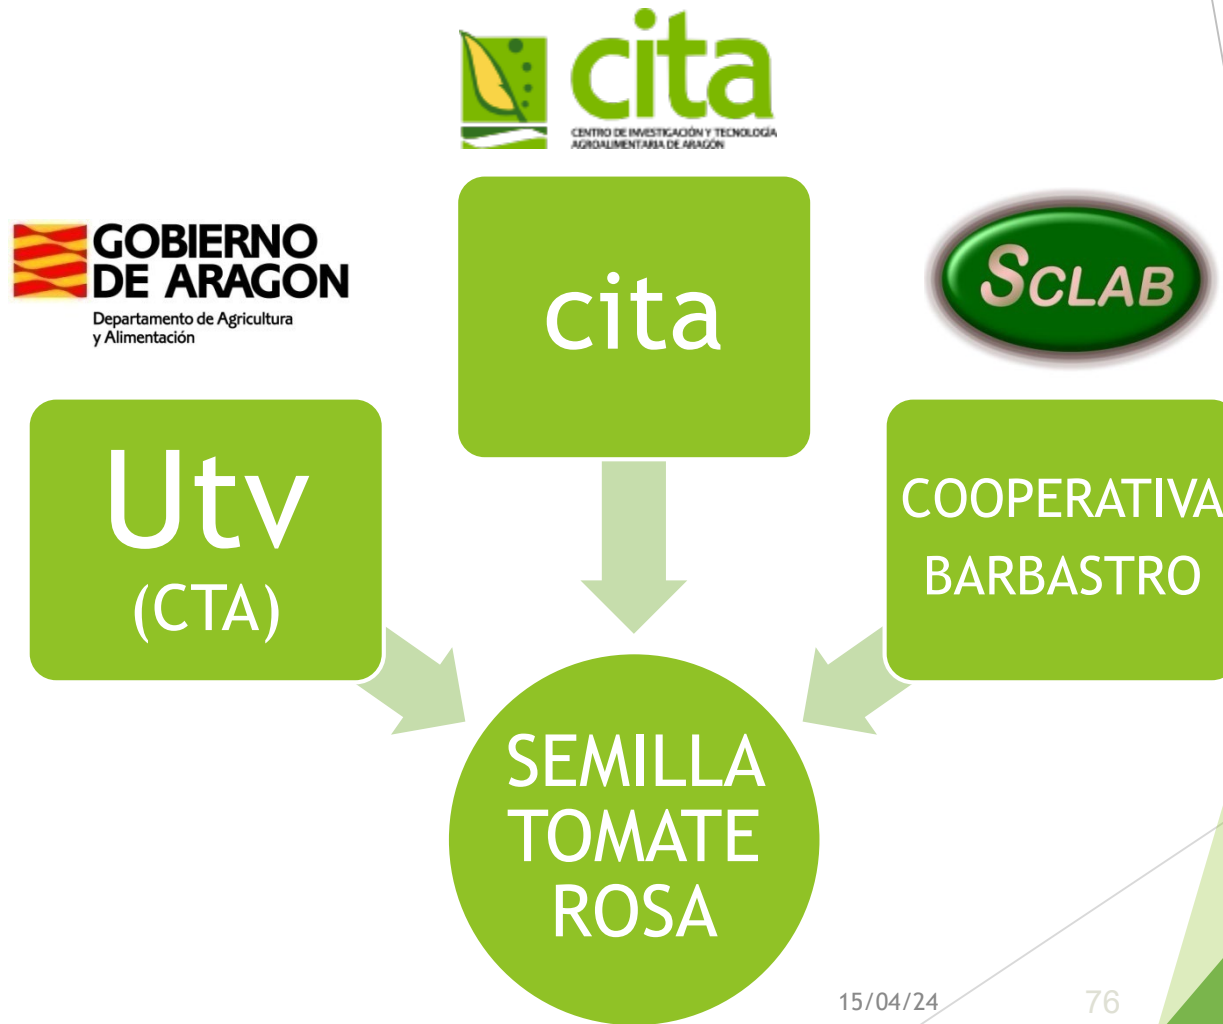 cita
CENTRO DE INVESTIGACIÓN Y TECNOLOGÍA
AGROALIMENTARIA DE ARAGÓN
GOBIERNO
DE ARAGON
Departamento de Agricultura
y Alimentación
cita
SCLAB
Utv
(CTA)
COOPERATIVA
BARBASTRO
SEMILLA
TOMATE
ROSA
15/04/24
76